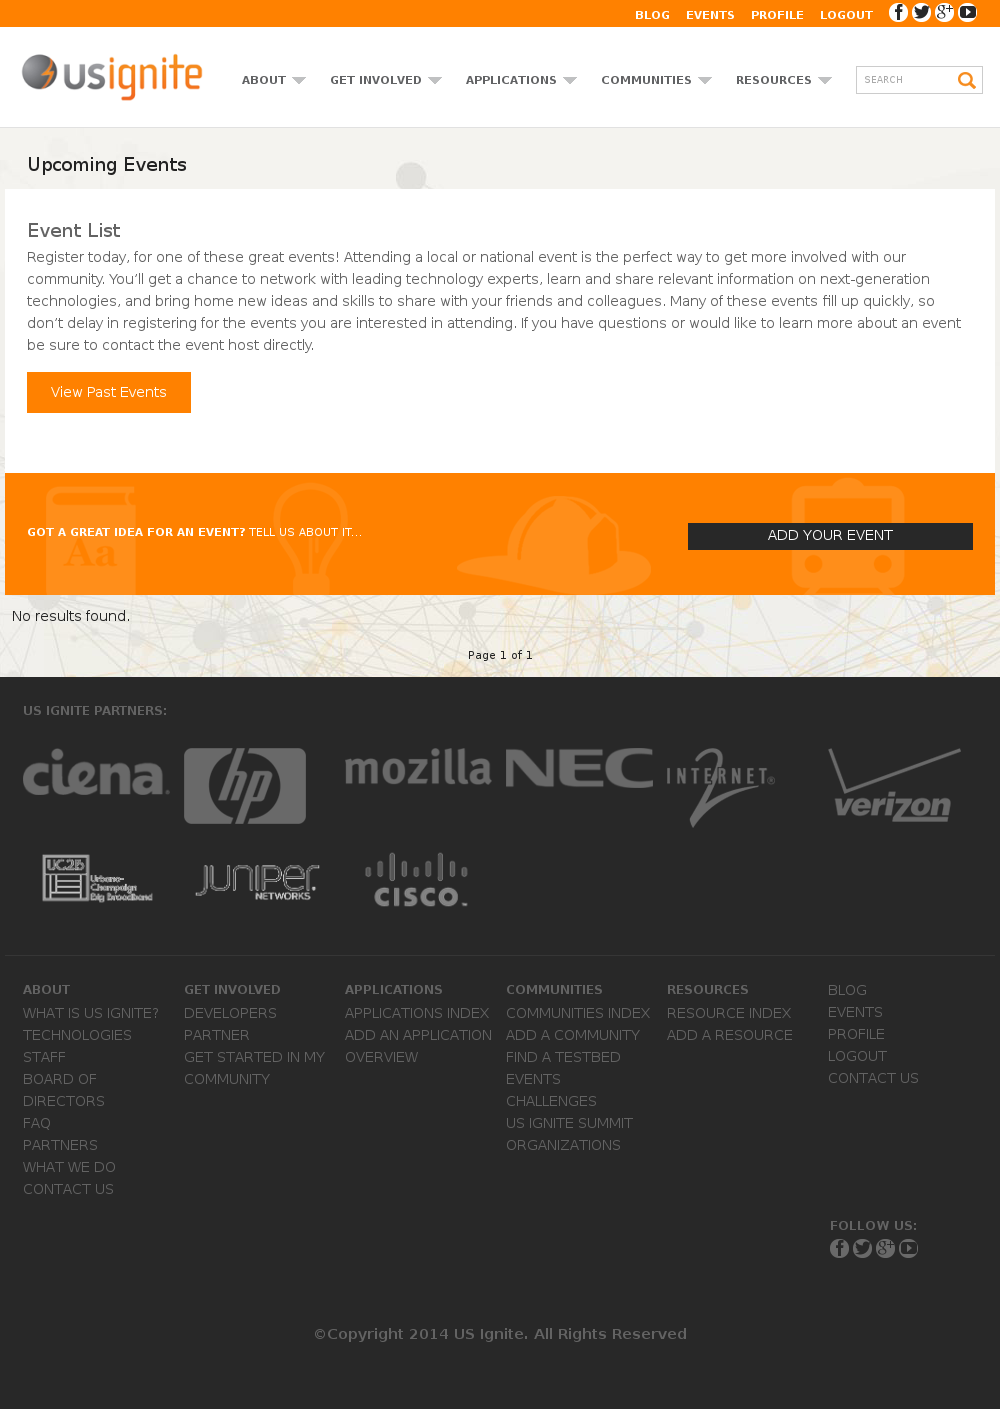 BLOG EVENTS PROFILE LOGOUT
usignite
ABOUT GET INVOLVED APPLICATIONS COMMUNITIES RESOURCES SEARCH
Upcoming Events
Event List
Register today, for one of these great events! Attending a local or national event is the perfect way to get more involved with our
community. You’ll get a chance to network with leading technology experts, learn and share relevant information on next-generation
technologies, and bring home new ideas and skills to share with your friends and colleagues. Many of these events fill up quickly, so
don’t delay in registering for the events you are interested in attending. If you have questions or would like to learn more about an event
be sure to contact the event host directly.
View Past Events
GOT A GREAT IDEA FOR AN EVENT? TELL US ABOUT IT...
Aa
ADD YOUR EVENT
No results found.
Page 1 of 1
US IGNITE PARTNERS:
ciena. hp mozilla NEC INTERNET2® verizon
UC2B Urbana-Champaign Big Broadband
JUNIPER NETWORKS
CISCO.
ABOUT
WHAT IS US IGNITE?
TECHNOLOGIES
STAFF
BOARD OF
DIRECTORS
FAQ
PARTNERS
WHAT WE DO
CONTACT US
GET INVOLVED
DEVELOPERS
PARTNER
GET STARTED IN MY
COMMUNITY
APPLICATIONS
APPLICATIONS INDEX
ADD AN APPLICATION
OVERVIEW
COMMUNITIES
COMMUNITIES INDEX
ADD A COMMUNITY
FIND A TESTBED
EVENTS
CHALLENGES
US IGNITE SUMMIT
ORGANIZATIONS
RESOURCES
RESOURCE INDEX
ADD A RESOURCE
BLOG
EVENTS
PROFILE
LOGOUT
CONTACT US
FOLLOW US:
©Copyright 2014 US Ignite. All Rights Reserved